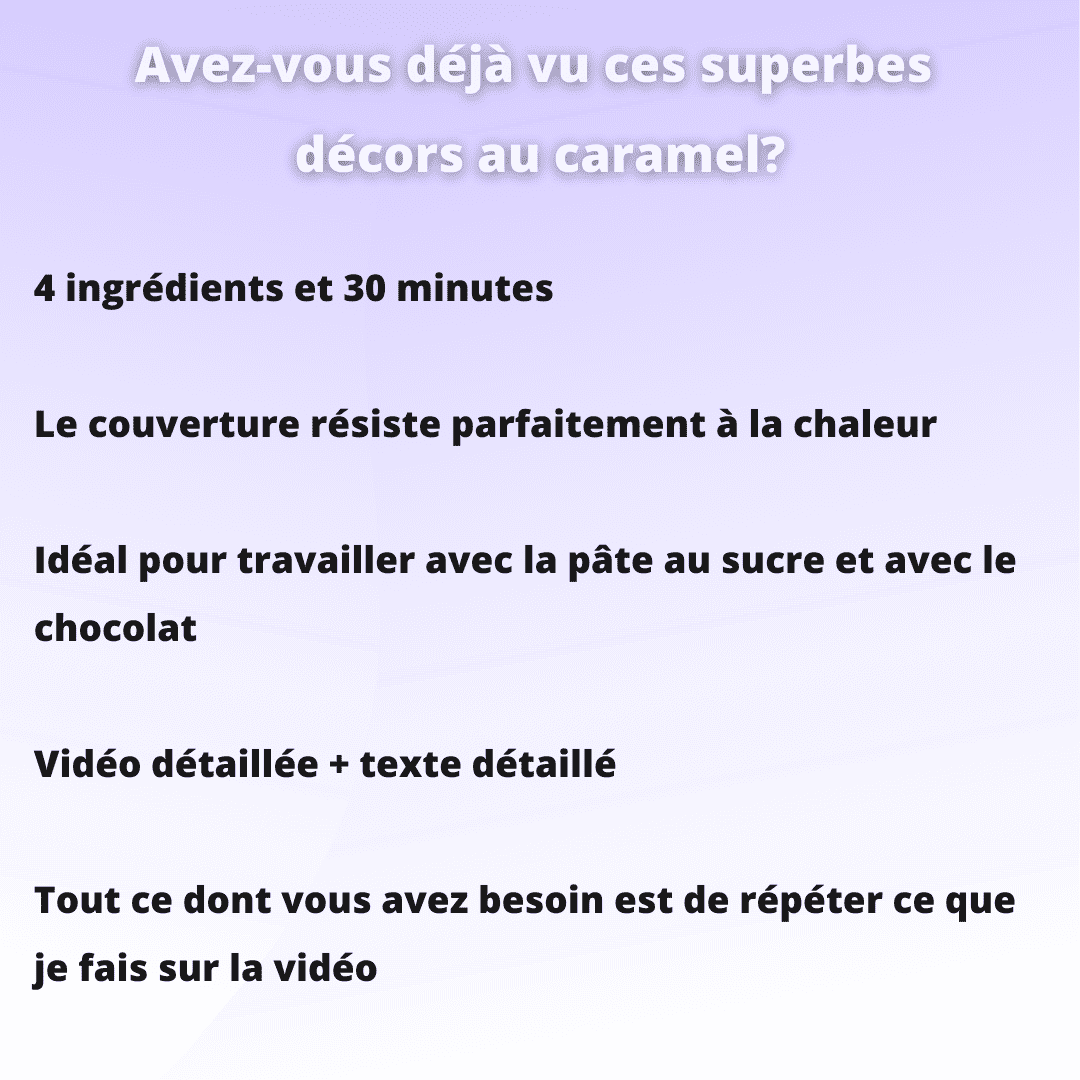 Avez-vous déjà vu ces superbes
décors au caramel?
4 ingrédients et 30 minutes
Le couverture résiste parfaitement à la chaleur
Idéal pour travailler avec la pâte au sucre et avec le
chocolat
Vidéo détaillée + texte détaillé
Tout ce dont vous avez besoin est de répéter ce que
je fais sur la vidéo